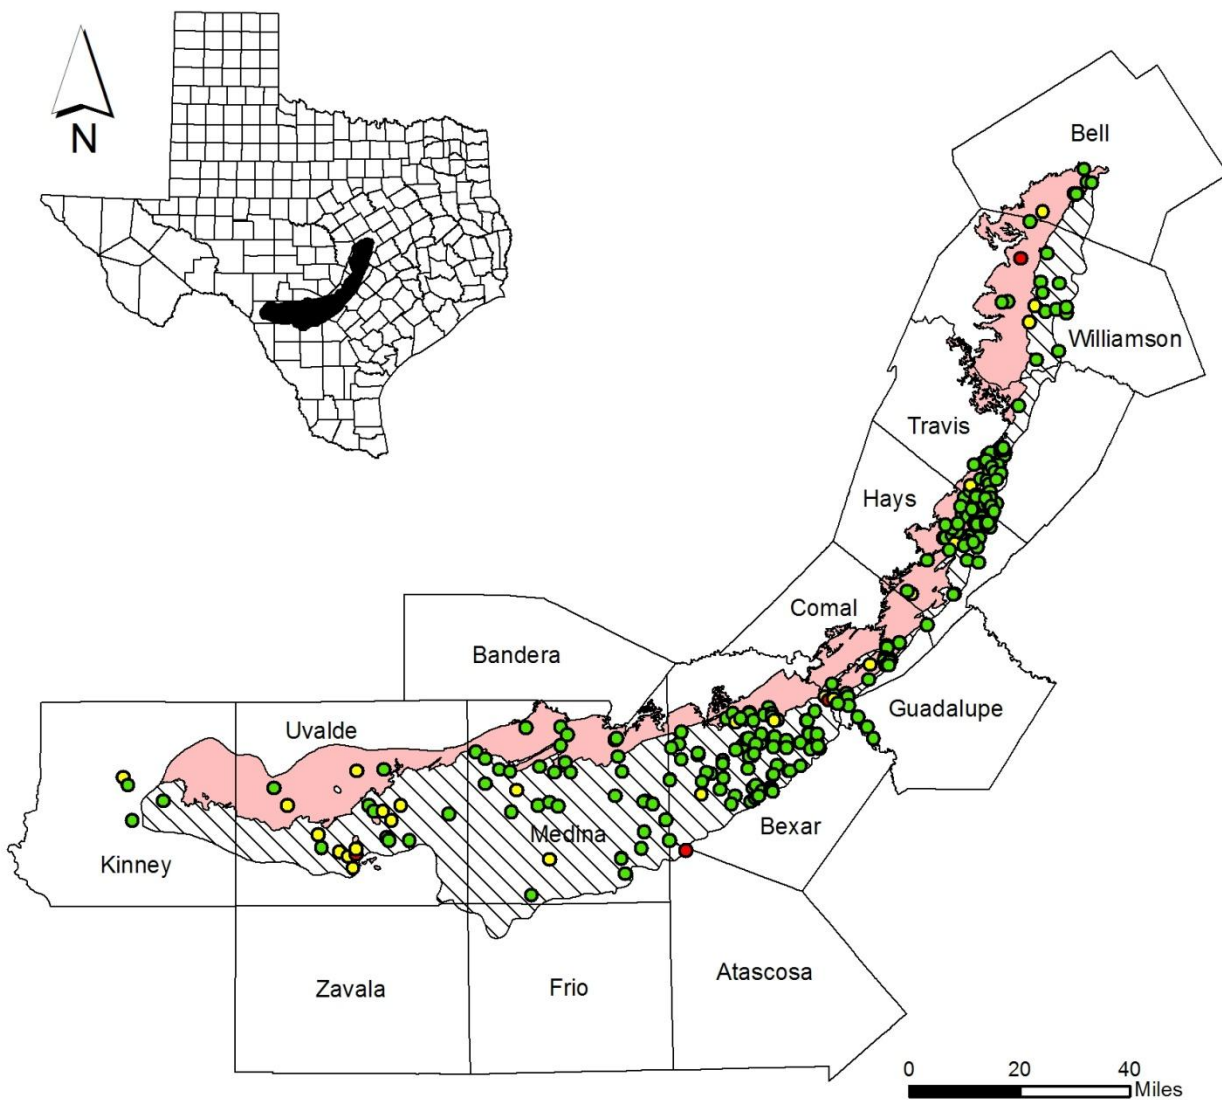 N
Bell
Williamson
Travis
Hays
Comal
Bandera
Guadalupe
Uvalde
Medina
Bexar
Kinney
Zavala
Frio
Atascosa
0 20 40
Miles